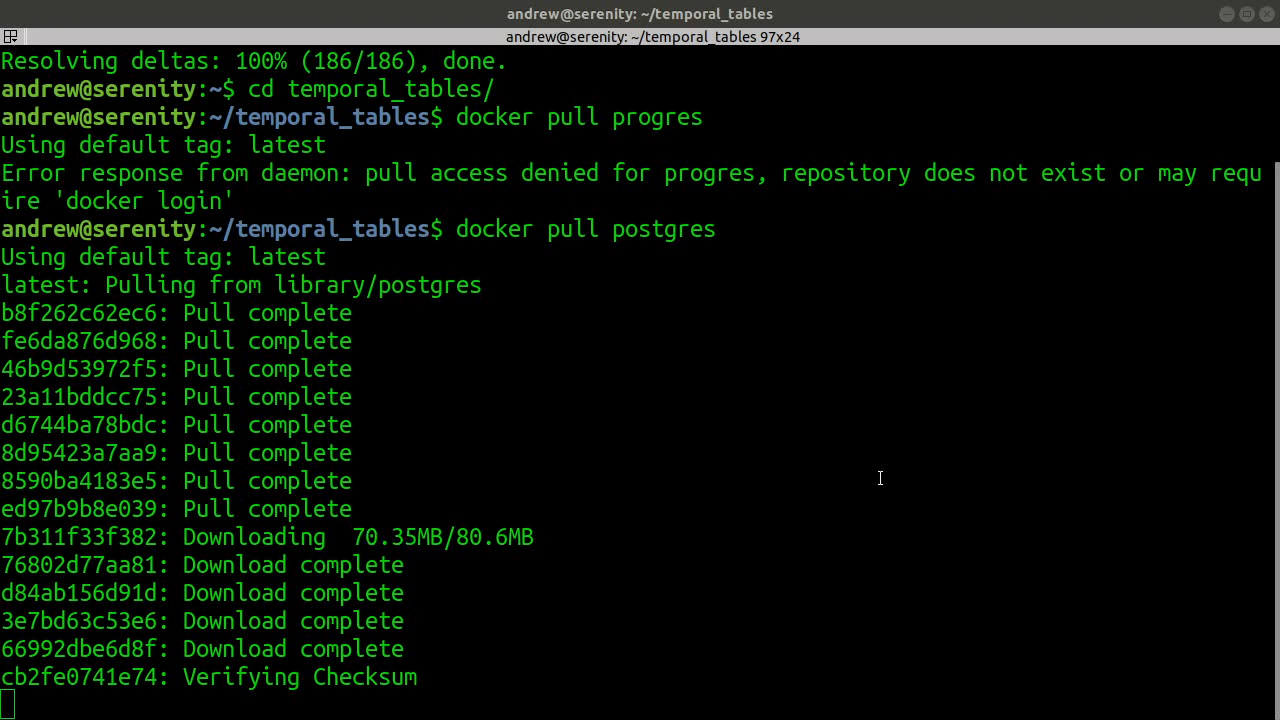 andrew@serenity: ~/temporal_tables
andrew@serenity: ~/temporal_tables 97x24
Resolving deltas: 100% (186/186), done.
andrew@serenity:~$ cd temporal_tables/
andrew@serenity:~/temporal_tables$ docker pull progres
Using default tag: latest
Error response from daemon: pull access denied for progres, repository does not exist or may requ
ire 'docker login'
andrew@serenity:~/temporal_tables$ docker pull postgres
Using default tag: latest
latest: Pulling from library/postgres
b8f262c62ec6: Pull complete
fe6da876d968: Pull complete
46b9d53972f5: Pull complete
23a11bddcc75: Pull complete
d6744ba78bdc: Pull complete
8d95423a7aa9: Pull complete
8590ba4183e5: Pull complete
ed97b9b8e039: Pull complete
7b311f33f382: Downloading  70.35MB/80.6MB
76802d77aa81: Download complete
d84ab156d91d: Download complete
3e7bd63c53e6: Download complete
66992dbe6d8f: Download complete
cb2fe0741e74: Verifying Checksum